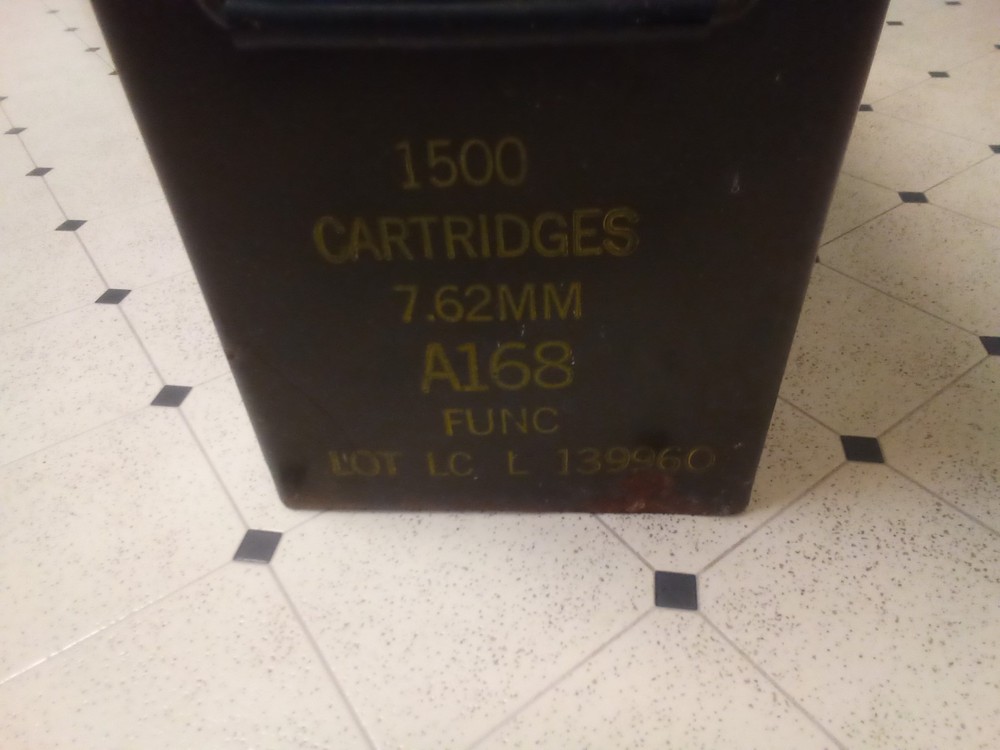 1500
CARTRIDGES
7.62MM
A168
FUNC
LOT LC L 139960